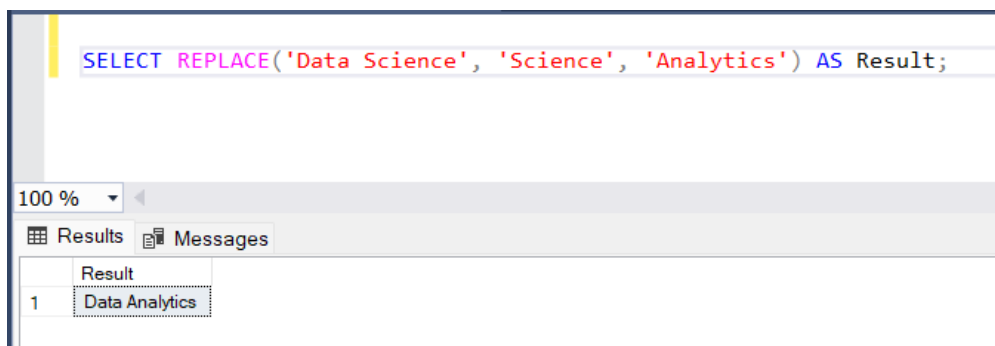 SELECT REPLACE('Data Science', 'Science', 'Analytics') AS Result;
100 %
Results Messages
Result
1 Data Analytics